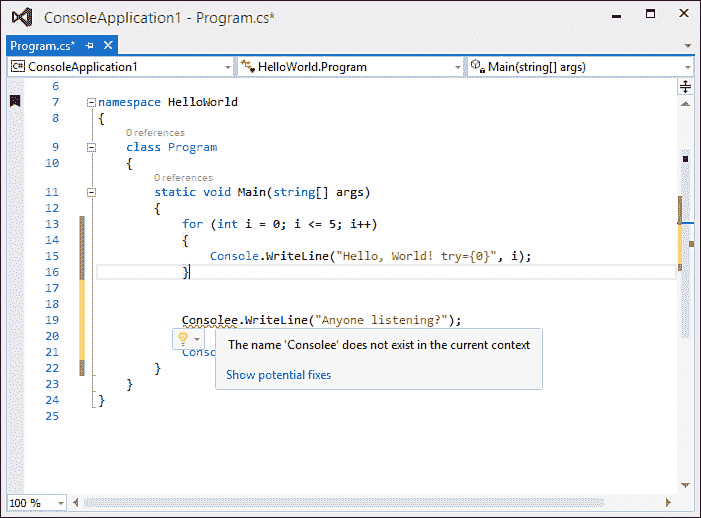 ConsoleApplication1 - Program.cs*
Program.cs*
ConsoleApplication1 HelloWorld.Program Main(string[] args)
6
7 namespace HelloWorld
8 {
0 references
9 class Program
10 {
0 references
11 static void Main(string[] args)
12 {
13 for (int i = 0; i <= 5; i++)
14 {
15 Console.WriteLine("Hello, World! try={0}", i);
16 }
17
18
19 Consolee.WriteLine("Anyone listening?");
20
The name 'Consolee' does not exist in the current context
21 Conso
Show potential fixes
22 }
23 }
24 }
25
100 %